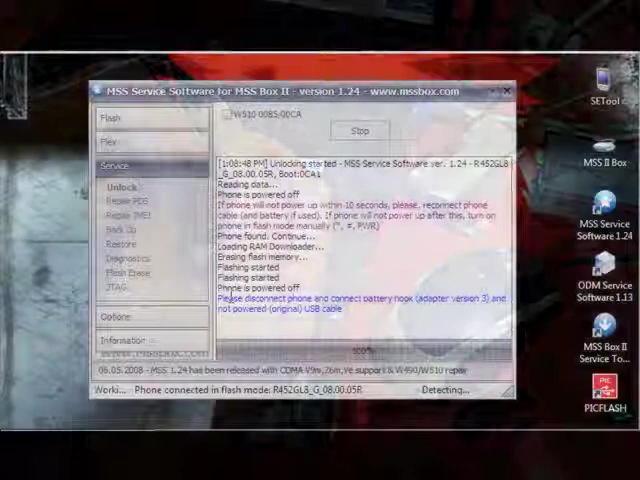 MSS Service Software for MSS Box II - version 1.24 - www.mssbox.com
Flash
Flex
Service
Unlock
Repair PDS
Repair IMEI
Back Up
Restore
Diagnostics
Flash Erase
JTAG
Options
Information
W510 0085-00CA
Stop
[1:08:48 PM] Unlocking started - MSS Service Software ver. 1.24 - R452GL8
_G_08.00.05R, Boot:0CA1
Reading data...
Phone is powered off
If phone will not power up within 10 seconds, please, reconnect phone
cable (and battery if used). If phone will not power up after this, turn on
phone in flash mode manually (*, #, PWR)
Phone found. Continue...
Loading RAM Downloader...
Erasing flash memory...
Flashing started
Flashing started
Phone is powered off
Please disconnect phone and connect battery hook (adapter version 3) and
not powered (original) USB cable
100%
06.05.2008 - MSS 1.24 has been released with CDMA V9m,Z6m,Ve support & W490/W510 repair
Worki... Phone connected in flash mode: R452GL8_G_08.00.05R Detecting...
SETool
MSS II Box
MSS Service
Software 1.24
ODM Service
Software 1.13
MSS Box II
Service To...
PIC
PICFLASH